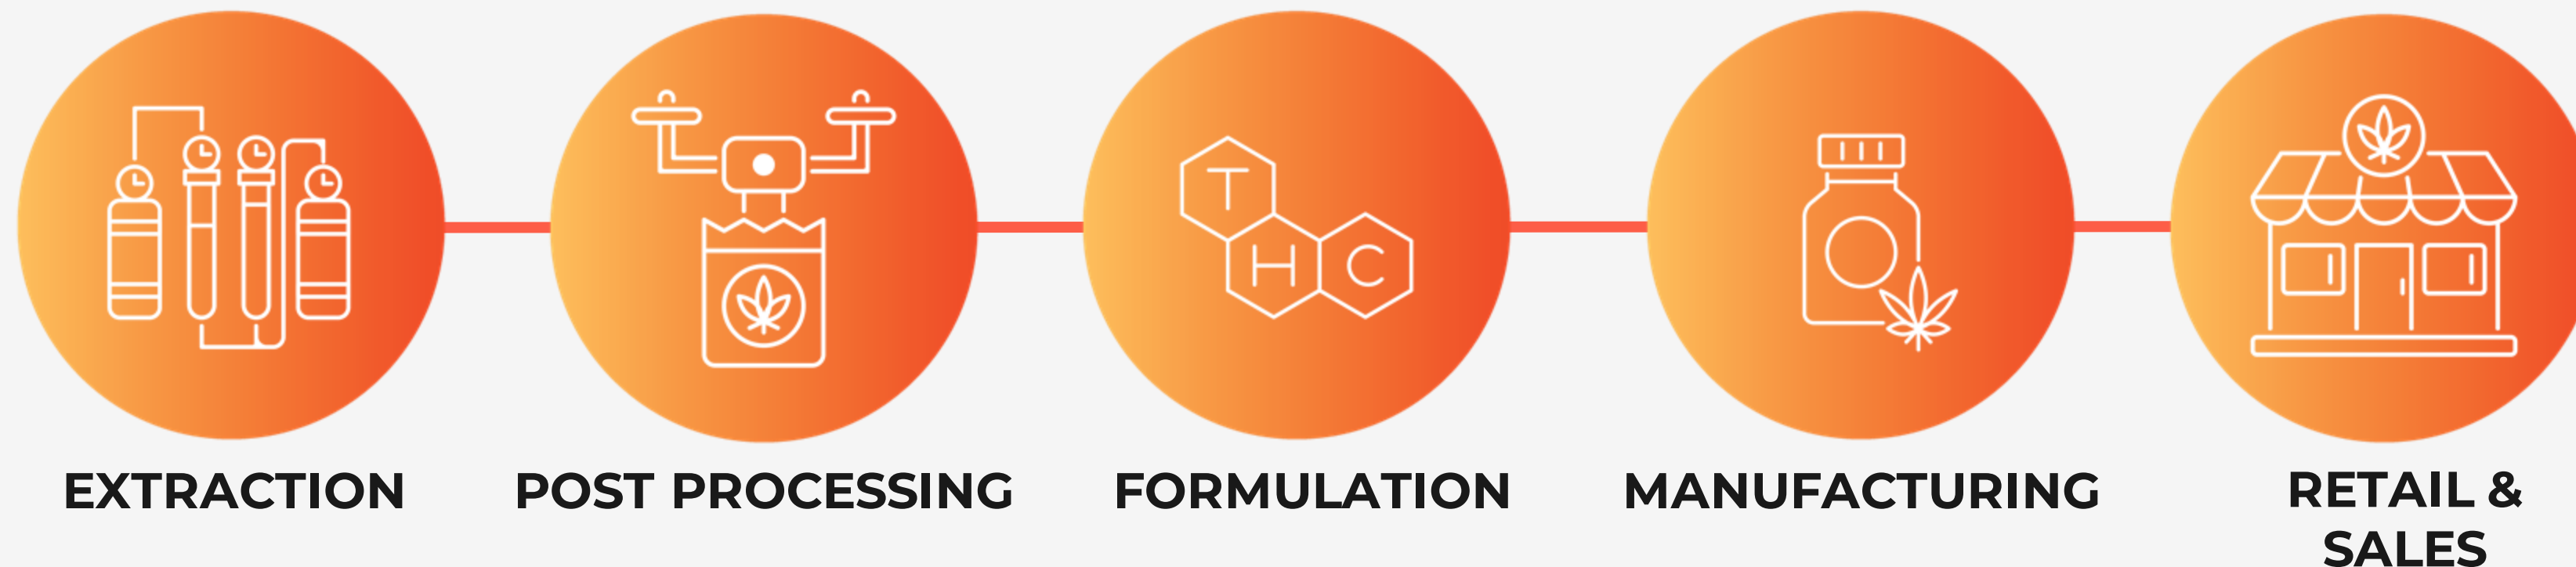 T
H C
EXTRACTION
POST PROCESSING
FORMULATION
MANUFACTURING
RETAIL &
SALES